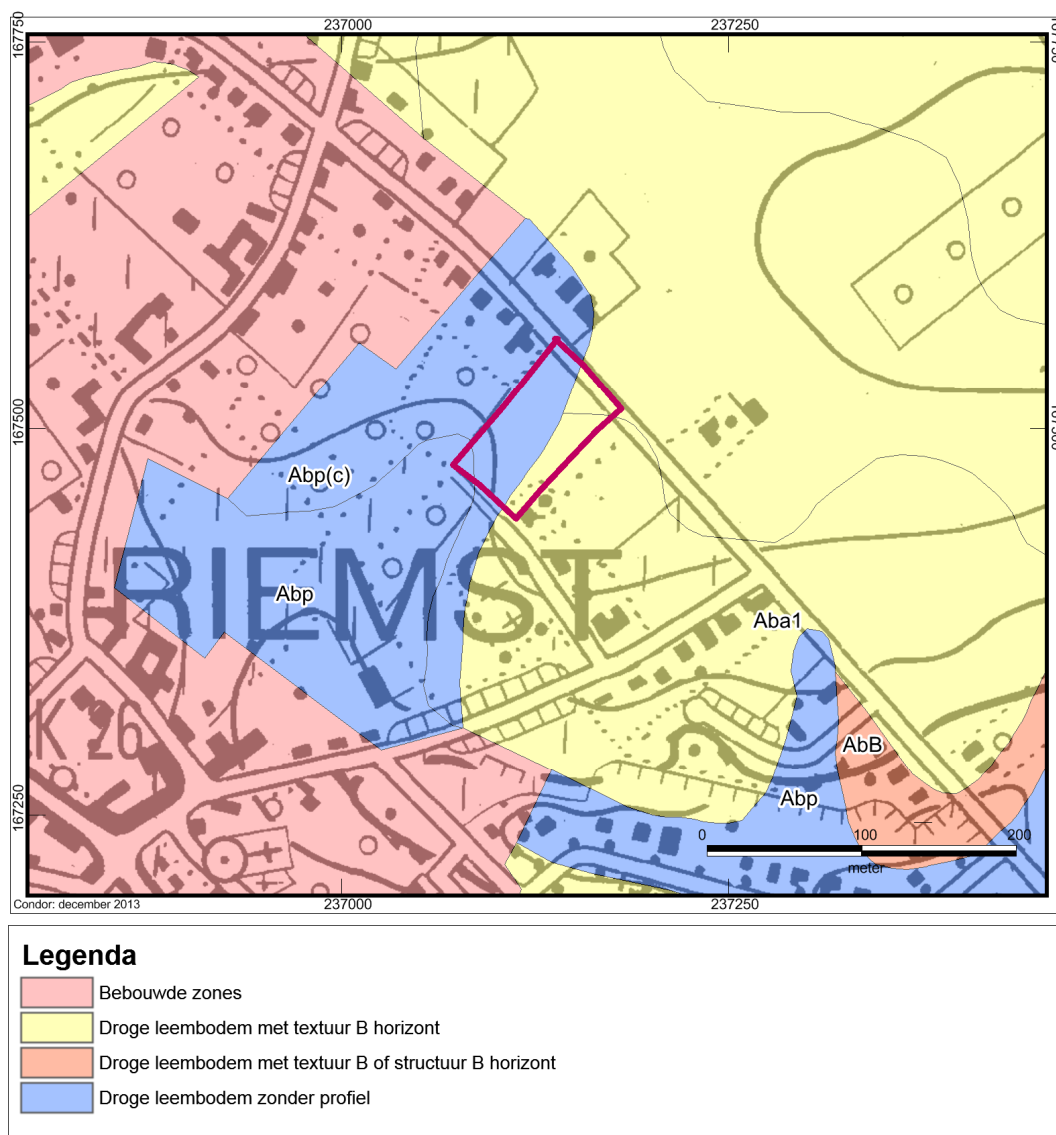 237000 237250
167750
167500
167250
Abp(c)
Abp
RIEMST
Aba1
AbB
Abp
K 26
0 100 200
meter
Condor: december 2013
237000 237250
Legenda
Bebouwde zones
Droge leembodem met textuur B horizont
Droge leembodem met textuur B of structuur B horizont
Droge leembodem zonder profiel